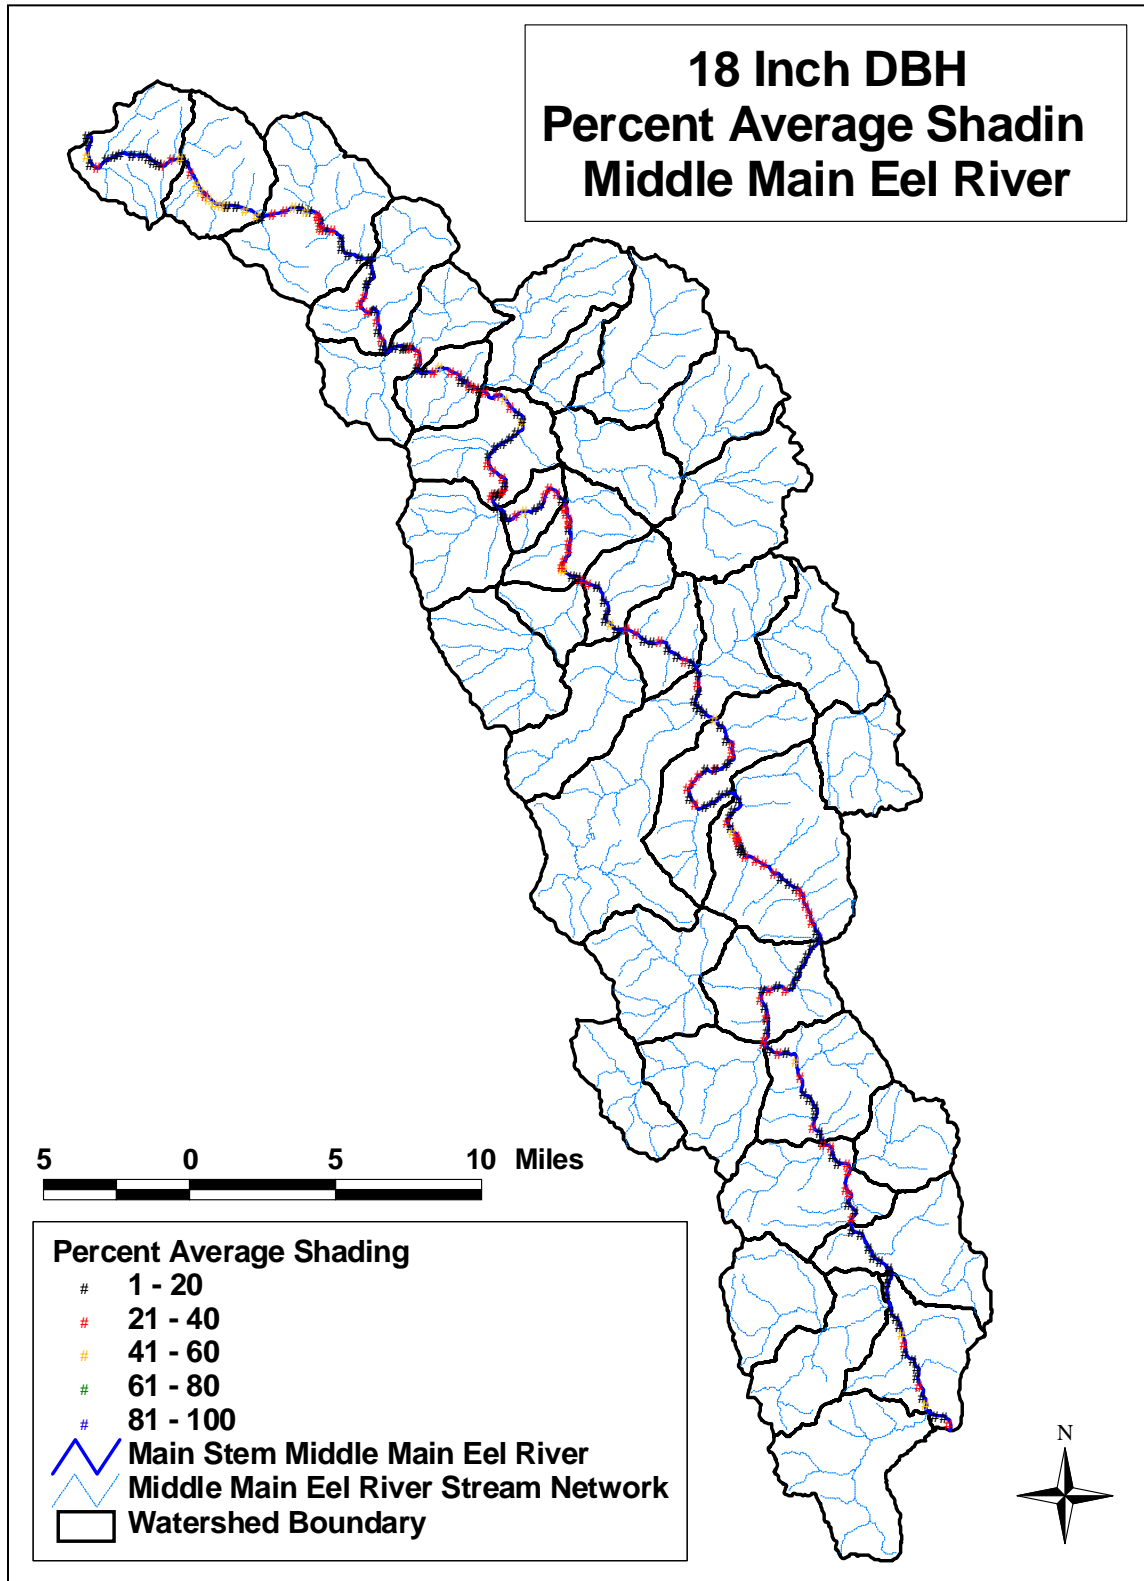 18 Inch DBH
Percent Average Shadin
Middle Main Eel River
5 0 5 10 Miles
Percent Average Shading
# 1 - 20
# 21 - 40
# 41 - 60
# 61 - 80
# 81 - 100
Main Stem Middle Main Eel River
Middle Main Eel River Stream Network
Watershed Boundary
N